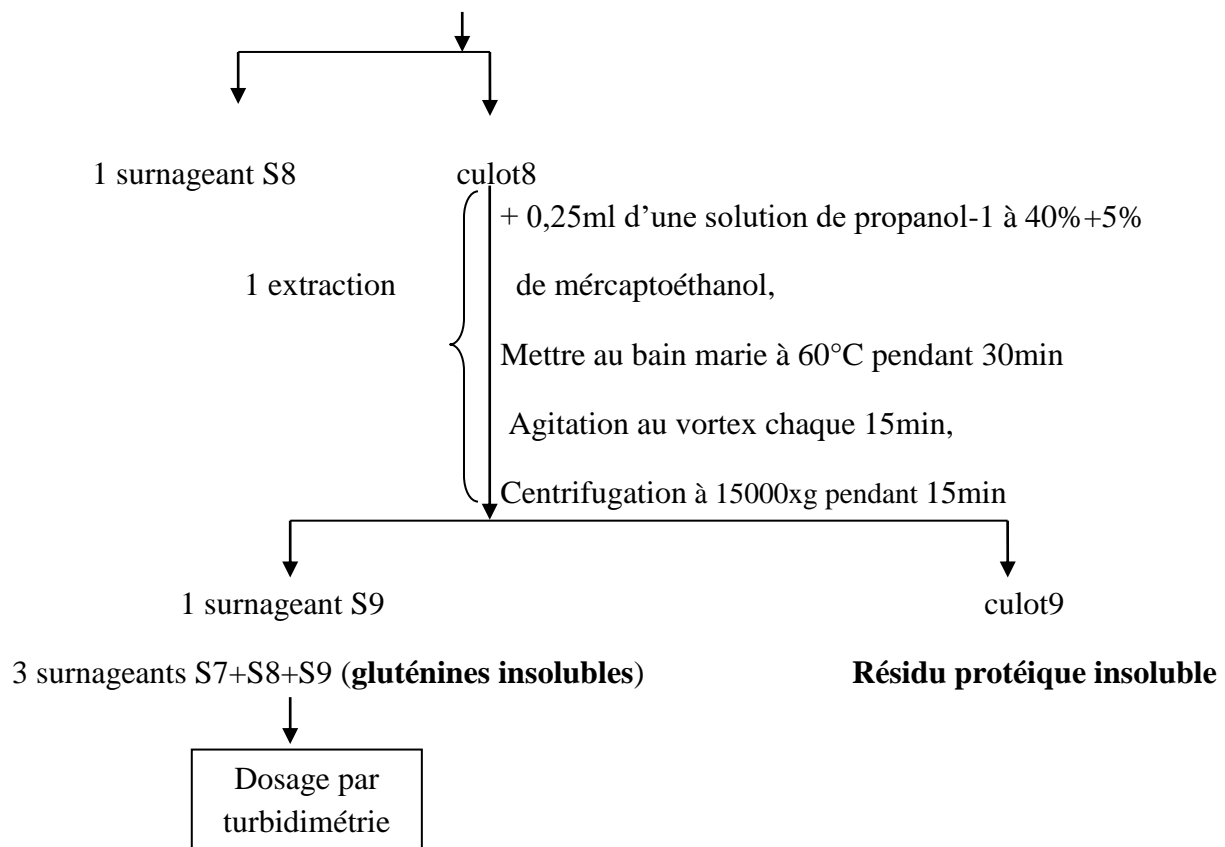 1 surnageant S8 culot8
+ 0,25ml d’une solution de propanol-1 à 40%+5%
1 extraction de mércaptoéthanol,
Mettre au bain marie à 60°C pendant 30min
Agitation au vortex chaque 15min,
Centrifugation à 15000xg pendant 15min
1 surnageant S9 culot9
3 surnageants S7+S8+S9 (gluténines insolubles) Résidu protéique insoluble
Dosage par
turbidimétrie